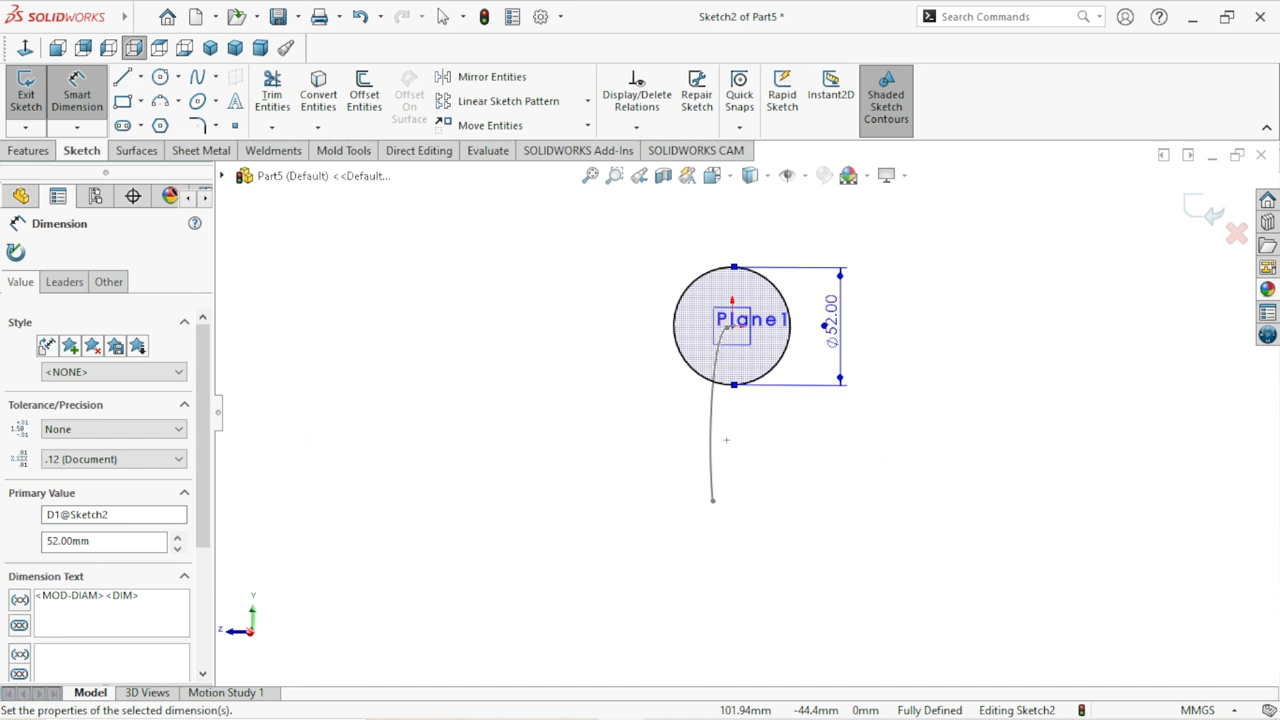 SOLIDWORKS
Sketch2 of Part5 *
Search Commands
Exit Sketch
Smart Dimension
Trim Entities
Convert Entities
Offset Entities
Offset On Surface
Mirror Entities
Linear Sketch Pattern
Move Entities
Display/Delete Relations
Repair Sketch
Quick Snaps
Rapid Sketch
Instant2D
Shaded Sketch Contours
Features
Sketch
Surfaces
Sheet Metal
Weldments
Mold Tools
Direct Editing
Evaluate
SOLIDWORKS Add-Ins
SOLIDWORKS CAM
Part5 (Default) <<Default...
Dimension
Value
Leaders
Other
Style
<NONE>
Tolerance/Precision
None
.12 (Document)
Primary Value
D1@Sketch2
52.00mm
Dimension Text
<MOD-DIAM> <DIM>
Plane1
∅52.00
Y
Z
Model
3D Views
Motion Study 1
Set the properties of the selected dimension(s).
101.94mm
-44.4mm
0mm
Fully Defined
Editing Sketch2
MMGS